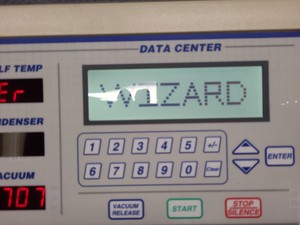 DATA CENTER
LF TEMP
Er
WIZARD
DENSER
1 2 3 4 5 +/-
6 7 8 9 0 Clear
ENTER
ACUUM
707
VACUUM
RELEASE
START
STOP
SILENCE